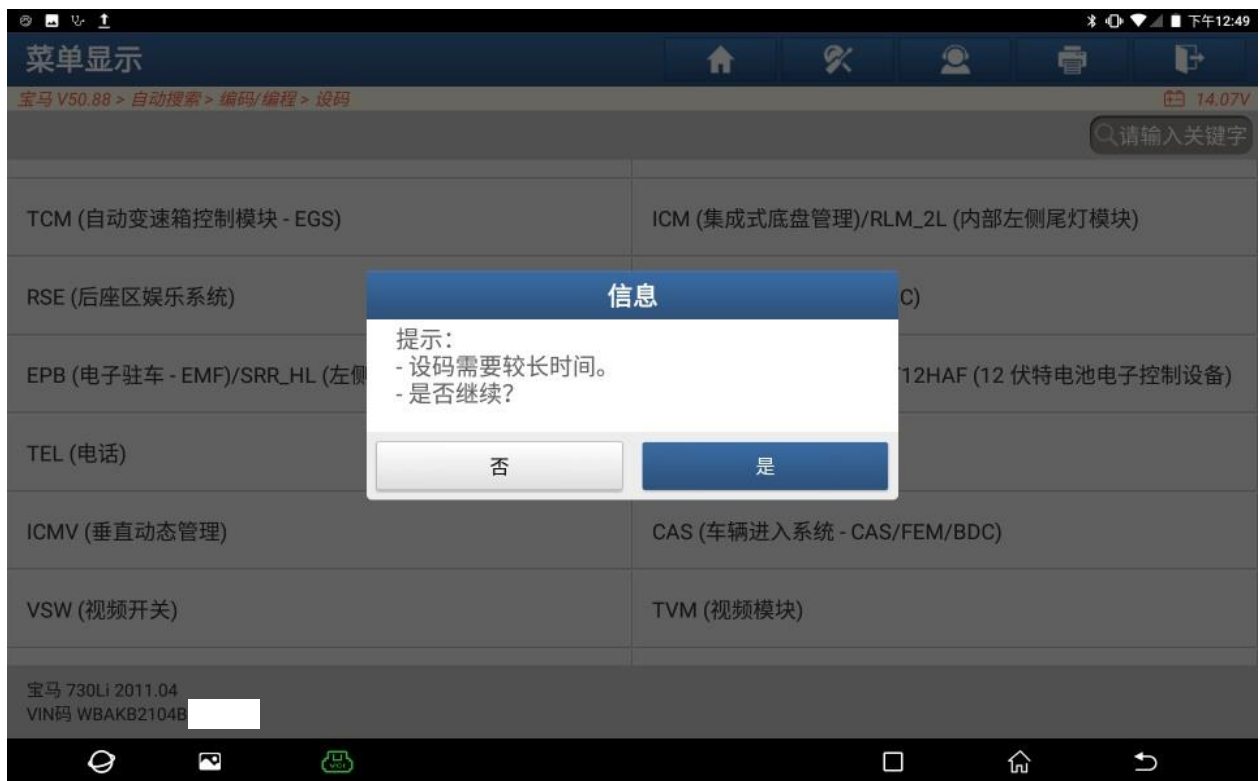 下午12:49
菜单显示
宝马 V50.88 > 自动搜索 > 编码/编程 > 设码
14.07V
请输入关键字
TCM (自动变速箱控制模块 - EGS)
ICM (集成式底盘管理)/RLM_2L (内部左侧尾灯模块)
RSE (后座区娱乐系统)
C)
EPB (电子驻车 - EMF)/SRR_HL (左侧
12HAF (12 伏特电池电子控制设备)
信息
提示：
- 设码需要较长时间。
- 是否继续？
否
是
TEL (电话)
ICMV (垂直动态管理)
CAS (车辆进入系统 - CAS/FEM/BDC)
VSW (视频开关)
TVM (视频模块)
宝马 730Li 2011.04
VIN码 WBAKB2104B
VCI